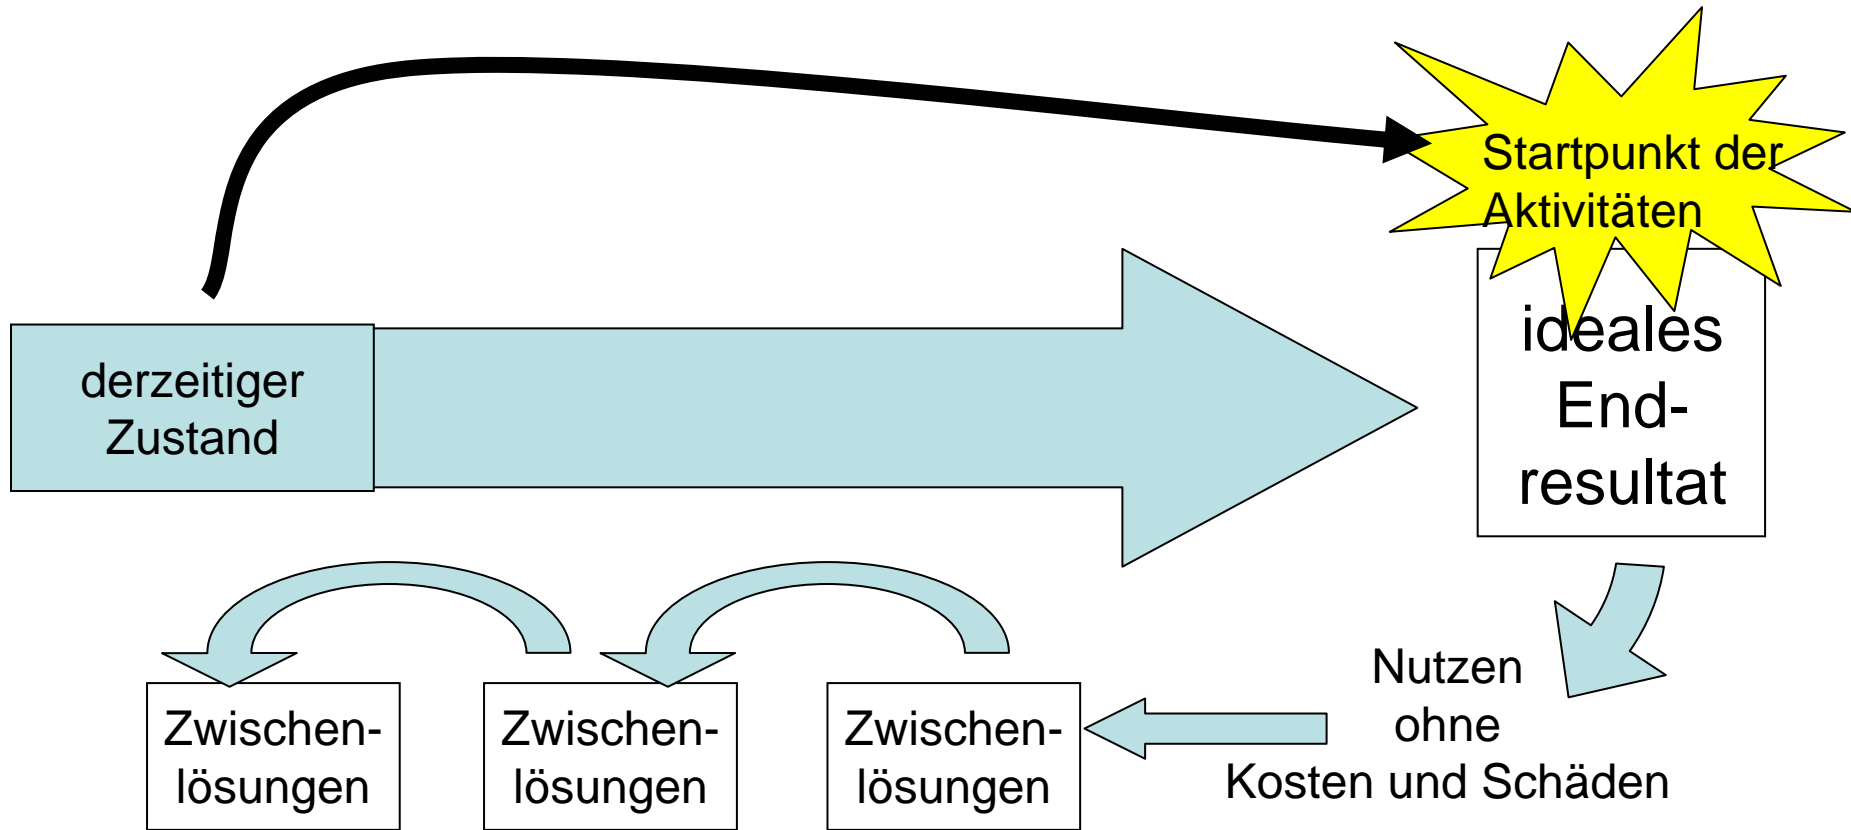 Startpunkt der
Aktivitäten
derzeitiger
Zustand
ideales
End-
resultat
Zwischen-
lösungen
Zwischen-
lösungen
Zwischen-
lösungen
Nutzen
ohne
Kosten und Schäden